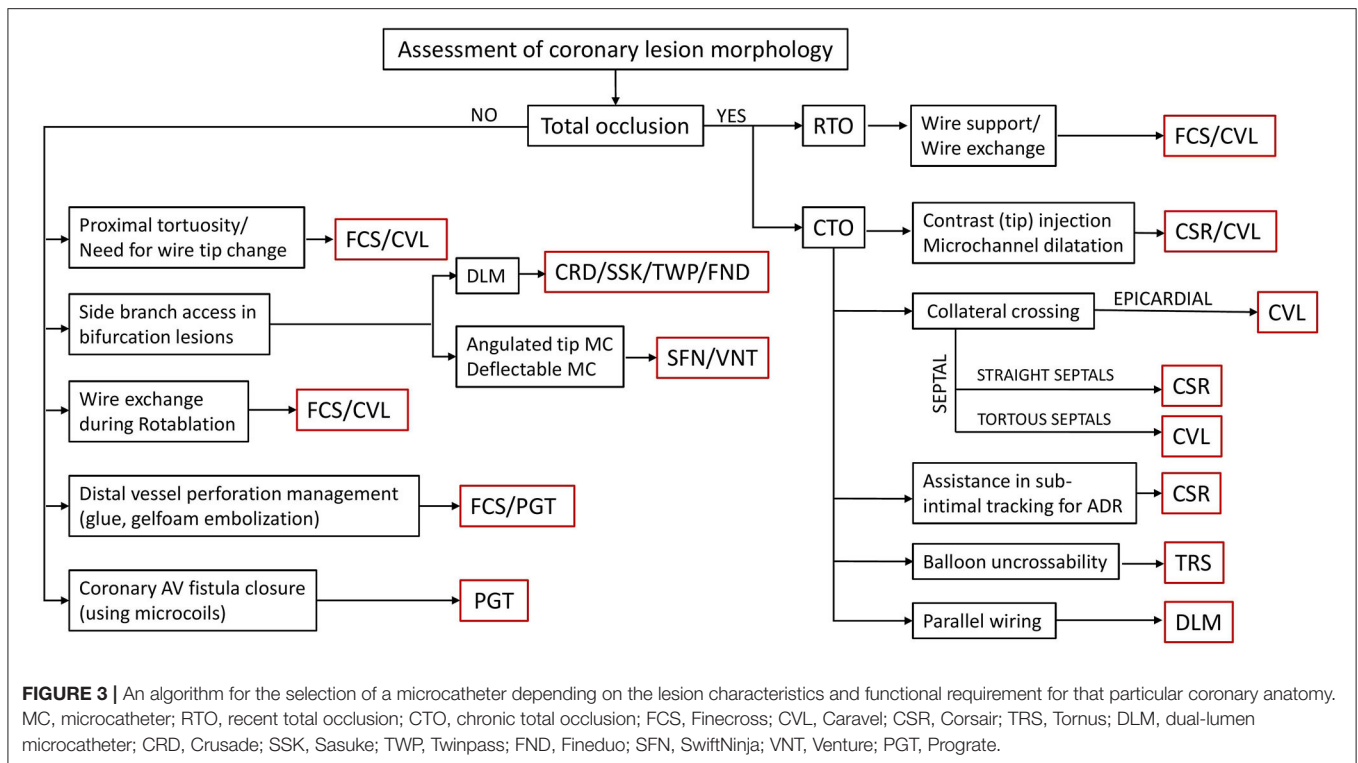 Assessment of coronary lesion morphology
NO
Total occlusion
YES
RTO
Wire support/
Wire exchange
FCS/CVL
Proximal tortuosity/
Need for wire tip change
FCS/CVL
Side branch access in
bifurcation lesions
DLM
CRD/SSK/TWP/FND
Angulated tip MC
Deflectable MC
SFN/VNT
Wire exchange
during Rotablation
FCS/CVL
Distal vessel perforation management
(glue, gelfoam embolization)
FCS/PGT
Coronary AV fistula closure
(using microcoils)
PGT
CTO
Contrast (tip) injection
Microchannel dilatation
CSR/CVL
Collateral crossing
EPICARDIAL
CVL
SEPTAL
STRAIGHT SEPTALS
CSR
TORTOUS SEPTALS
CVL
Assistance in sub-
intimal tracking for ADR
CSR
Balloon uncrossability
TRS
Parallel wiring
DLM
FIGURE 3 | An algorithm for the selection of a microcatheter depending on the lesion characteristics and functional requirement for that particular coronary anatomy.
MC, microcatheter; RTO, recent total occlusion; CTO, chronic total occlusion; FCS, Finecross; CVL, Caravel; CSR, Corsair; TRS, Tornus; DLM, dual-lumen
microcatheter; CRD, Crusade; SSK, Sasuke; TWP, Twinpass; FND, Fineduo; SFN, SwiftNinja; VNT, Venture; PGT, Prograte.